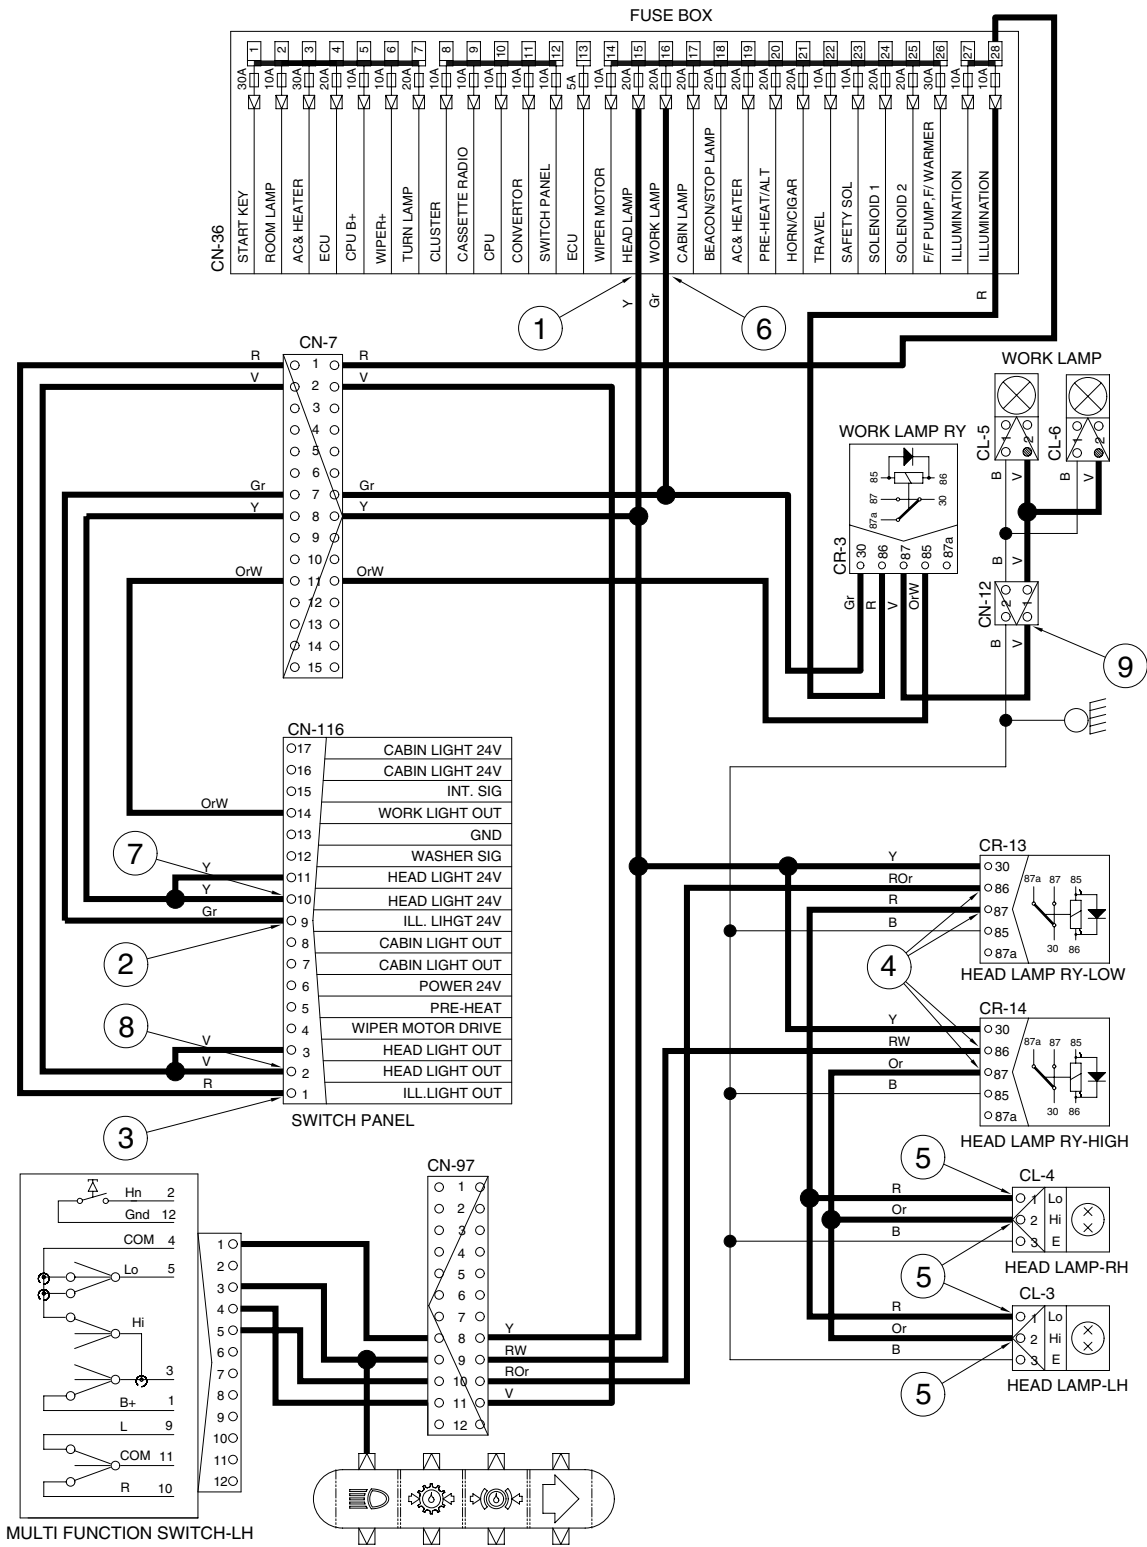 FUSE BOX
1 2 3 4 5 6 7 8 9 10 11 12 13 14 15 16 17 18 19 20 21 22 23 24 25 26 27 28
30A 10A 30A 20A 10A 10A 10A 10A 10A 10A 10A 10A 5A 10A 20A 20A 10A 20A 20A 20A 20A 10A 20A 20A 20A 30A 10A 10A
CN-36
START KEY
ROOM LAMP
AC& HEATER
ECU
CPU B+
WIPER+
TURN LAMP
CLUSTER
CASSETTE RADIO
CPU
CONVERTOR
SWITCH PANEL
ECU
WIPER MOTOR
HEAD LAMP
WORK LAMP
CABIN LAMP
BEACON/STOP LAMP
AC& HEATER
PRE-HEAT/ALT
HORN/CIGAR
TRAVEL
SAFETY SOL
SOLENOID 1
SOLENOID 2
F/F PUMP,F/ WARMER
ILLUMINATION
ILLUMINATION
1 Y Gr 6 R
CN-7
R 1 R
V 2 V
3
4
5
6
Gr 7 Gr
Y 8 Y
9
10
OrW 11 OrW
12
13
14
15
WORK LAMP
CL-5
1 2
B V
CL-6
1 2
B V
B V
CN-12
2 1
B V
9
WORK LAMP RY
85 86
87 30
87a
CR-3
30 86 87 85 87a
Gr R V OrW
CN-116
17 CABIN LIGHT 24V
16 CABIN LIGHT 24V
15 INT. SIG
OrW 14 WORK LIGHT OUT
13 GND
12 WASHER SIG
7
Y 11 HEAD LIGHT 24V
Y 10 HEAD LIGHT 24V
Gr 9 ILL. LIHGT 24V
8 CABIN LIGHT OUT
2
7 CABIN LIGHT OUT
6 POWER 24V
5 PRE-HEAT
4 WIPER MOTOR DRIVE
8
V 3 HEAD LIGHT OUT
V 2 HEAD LIGHT OUT
R 1 ILL.LIGHT OUT
3
SWITCH PANEL
CR-13
Y 30
ROr 86
R 87
B 85
87a
87a 87 85
30 86
HEAD LAMP RY-LOW
4
CR-14
Y 30
RW 86
Or 87
B 85
87a
87a 87 85
30 86
HEAD LAMP RY-HIGH
5
CL-4
R 1 Lo
Or 2 Hi
B 3 E
HEAD LAMP-RH
5
CL-3
R 1 Lo
Or 2 Hi
B 3 E
HEAD LAMP-LH
5
CN-97
1
2
3
4
5
6
7
8 Y
9 RW
10 ROr
11 V
12
Hn 2
Gnd 12
COM 4
Lo 5
Hi
3
B+ 1
L 9
COM 11
R 10
1
2
3
4
5
6
7
8
9
10
11
12
MULTI FUNCTION SWITCH-LH